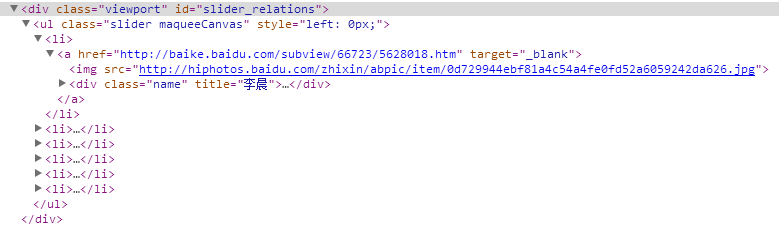 ▼<div class="viewport" id="slider_relations">
▼<ul class="slider maqueeCanvas" style="left: 0px;">
▼<li>
▼<a href="http://baike.baidu.com/subview/66723/5628018.htm" target="_blank">
<img src="http://hiphotos.baidu.com/zhixin/abpic/item/0d729944ebf81a4c54a4fe0fd52a6059242da626.jpg">
▶<div class="name" title="李晨">…</div>
</a>
</li>
▶<li>…</li>
▶<li>…</li>
▶<li>…</li>
▶<li>…</li>
▶<li>…</li>
</ul>
</div>